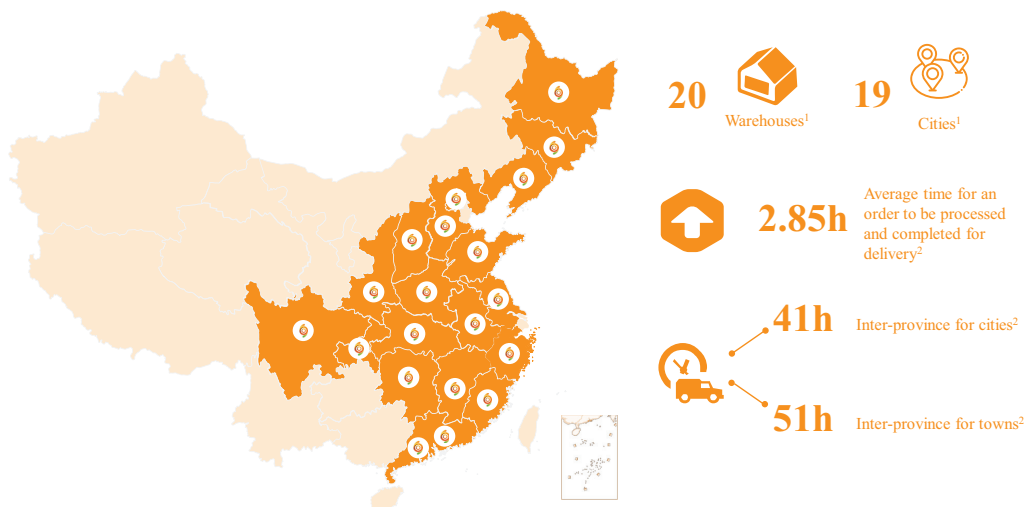 20
Warehouses1
19
Cities1
2.85h
Average time for an
order to be processed
and completed for
delivery2
41h
Inter-province for cities2
51h
Inter-province for towns2